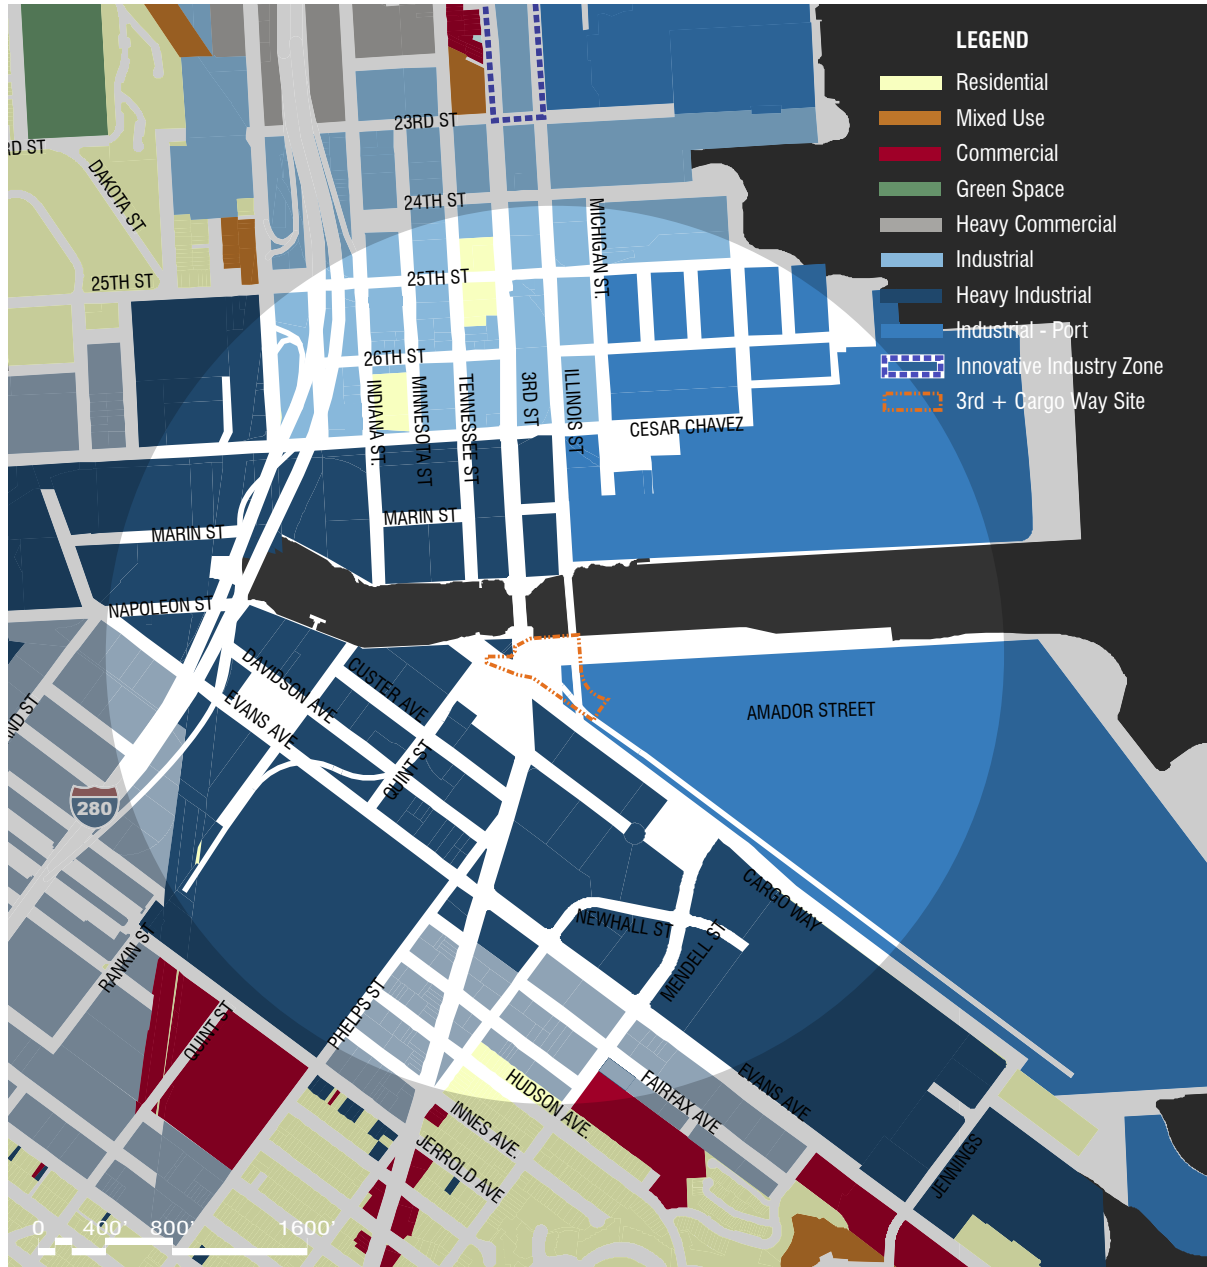 LEGEND
Residential
Mixed Use
Commercial
Green Space
Heavy Commercial
Industrial
Heavy Industrial
Industrial - Port
Innovative Industry Zone
3rd + Cargo Way Site
23RD ST
RD ST
DAKOTA ST
24TH ST
MICHIGAN ST.
25TH ST
25TH ST
26TH ST
INDIANA ST.
MINNESOTA ST
TENNESSEE ST
3RD ST
ILLINOIS ST
CESAR CHAVEZ
MARIN ST
MARIN ST
NAPOLEON ST
DAVIDSON AVE
CUSTER AVE
EVANS AVE
ND ST
QUINT ST
AMADOR STREET
280
CARGO WAY
NEWHALL ST
MENDELL ST
RANKIN ST
QUINT ST
PHELPS ST
HUDSON AVE.
FAIRFAX AVE
EVANS AVE
INNES AVE.
JERROLD AVE
JENNINGS
0 400' 800' 1600'